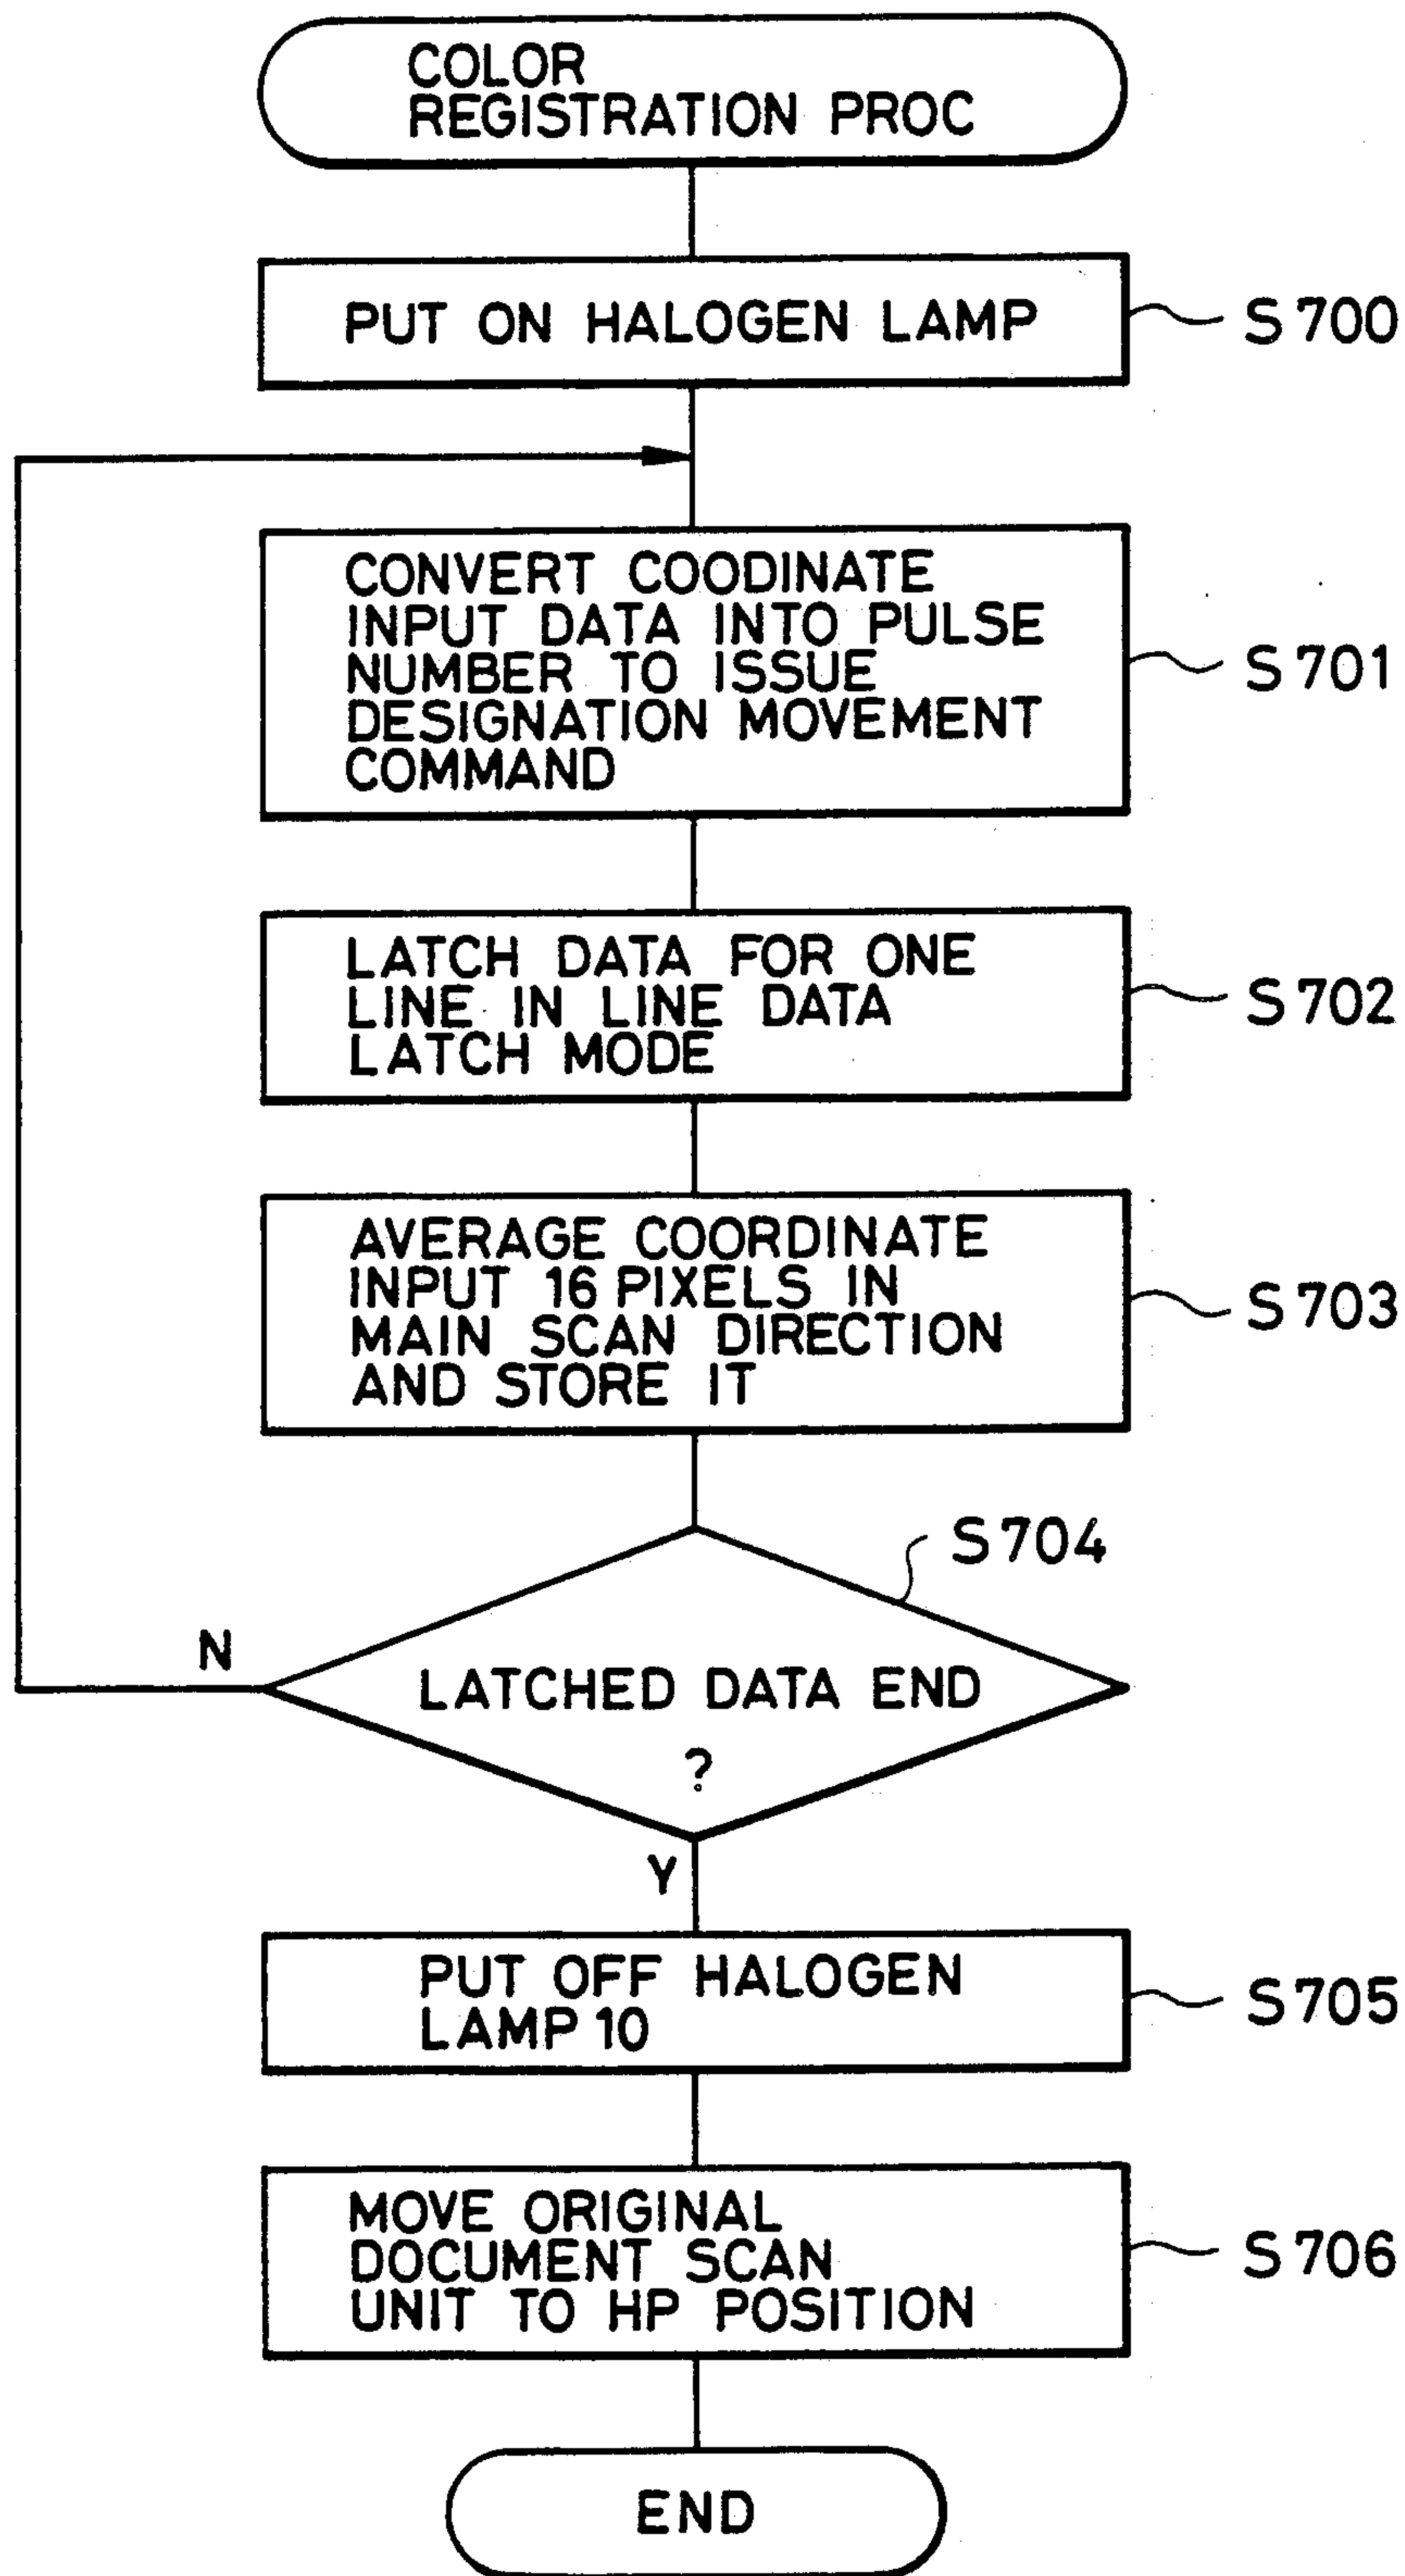 COLOR
REGISTRATION PROC
PUT ON HALOGEN LAMP
S700
CONVERT COODINATE
INPUT DATA INTO PULSE
NUMBER TO ISSUE
DESIGNATION MOVEMENT
COMMAND
S701
LATCH DATA FOR ONE
LINE IN LINE DATA
LATCH MODE
S702
AVERAGE COORDINATE
INPUT 16 PIXELS IN
MAIN SCAN DIRECTION
AND STORE IT
S703
S704
N
LATCHED DATA END
?
Y
PUT OFF HALOGEN
LAMP 10
S705
MOVE ORIGINAL
DOCUMENT SCAN
UNIT TO HP POSITION
S706
END